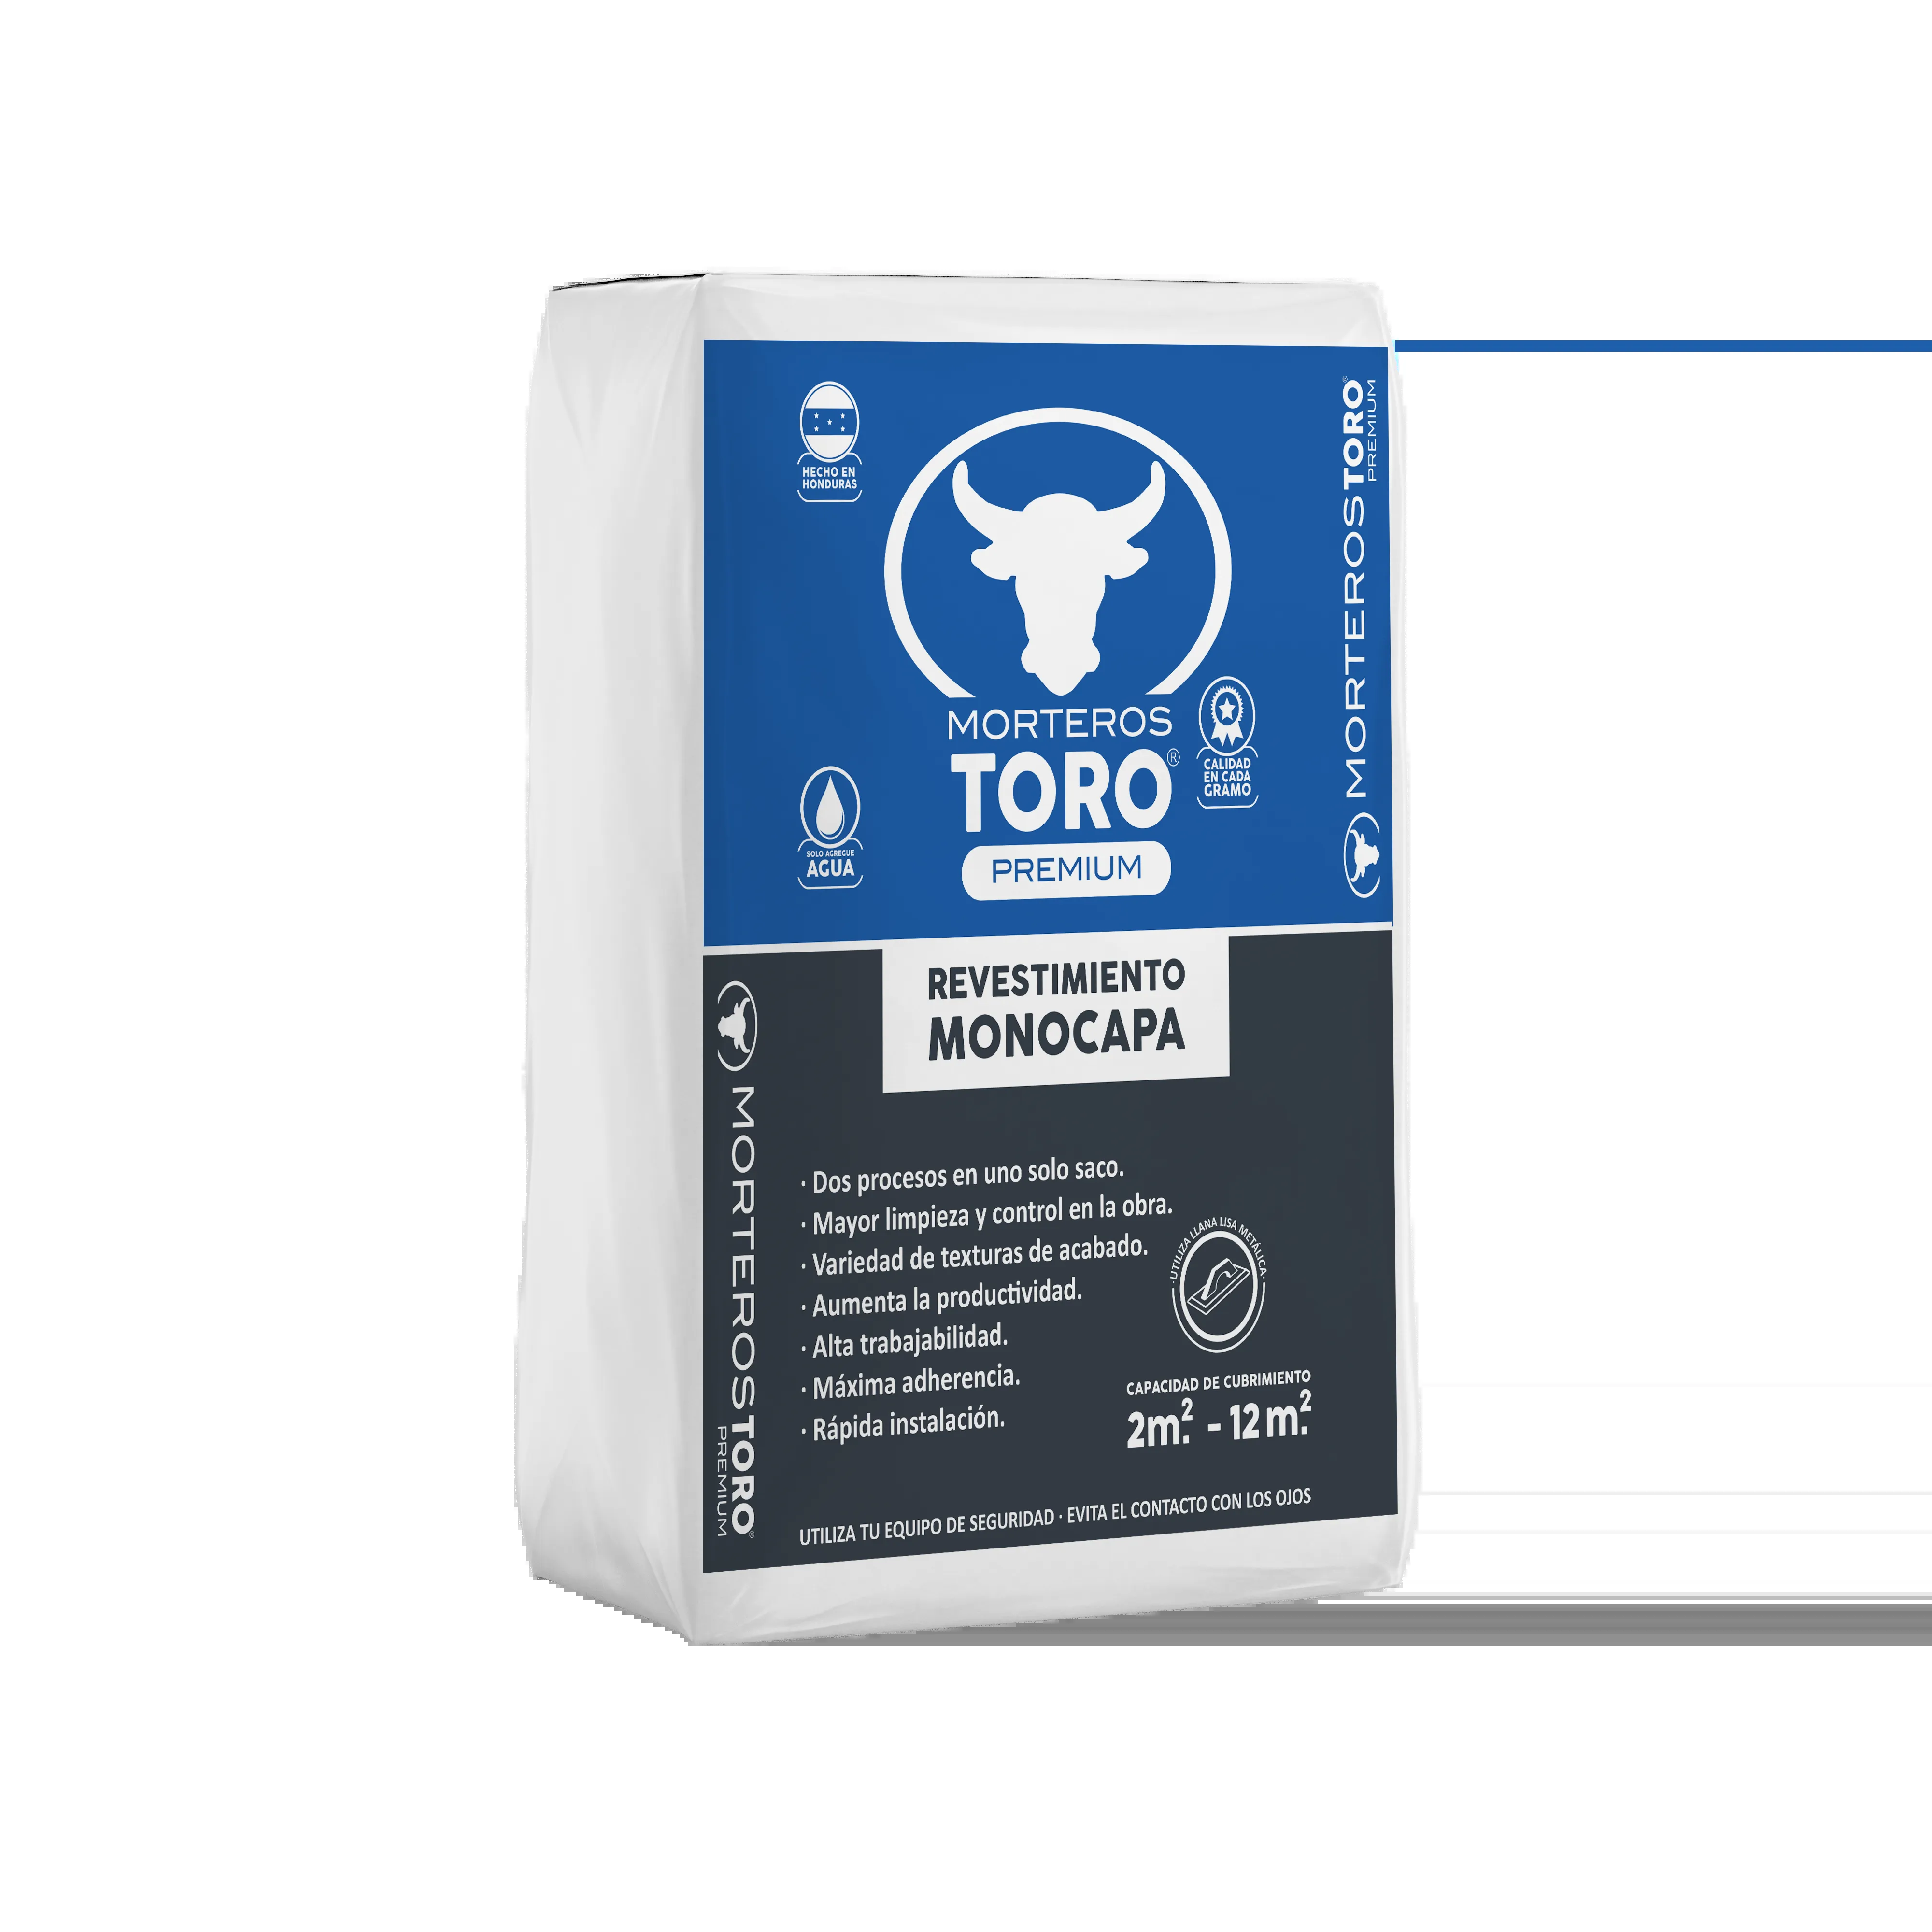 HECHO EN
HONDURAS
MORTEROS
TORO®
PREMIUM
CALIDAD
EN CADA
GRAMO
SOLO AGREGUE
AGUA
MORTEROSTORO®
PREMIUM
REVESTIMIENTO
MONOCAPA
MORTEROSTORO®
PREMIUM
· Dos procesos en uno solo saco.
· Mayor limpieza y control en la obra.
· Variedad de texturas de acabado.
· Aumenta la productividad.
· Alta trabajabilidad.
· Máxima adherencia.
· Rápida instalación.
· UTILIZA LLANA LISA METÁLICA ·
CAPACIDAD DE CUBRIMIENTO
2m.² - 12m.²
UTILIZA TU EQUIPO DE SEGURIDAD · EVITA EL CONTACTO CON LOS OJOS